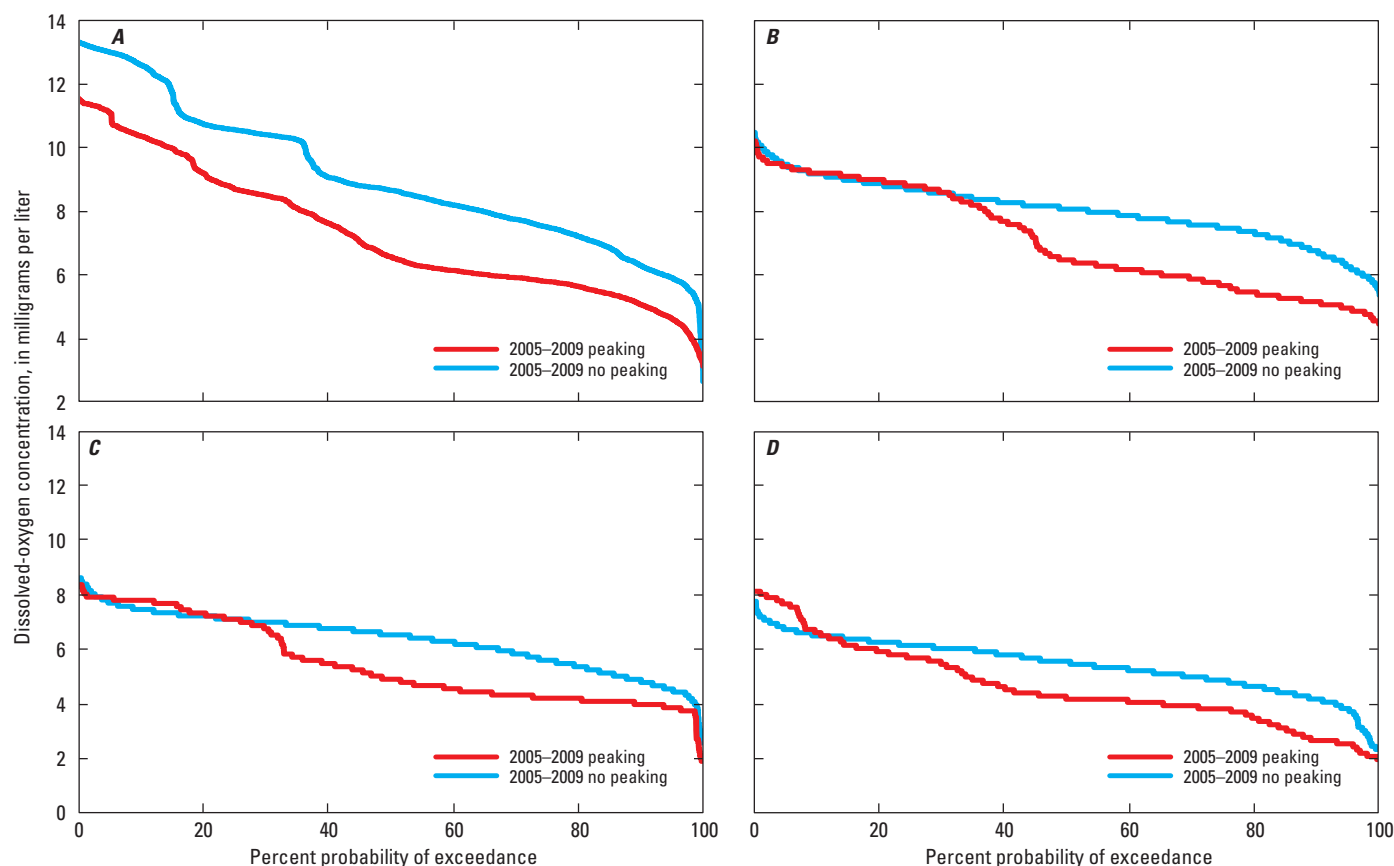 Dissolved-oxygen concentration, in milligrams per liter
14
12
10
8
6
4
2
A
2005–2009 peaking
2005–2009 no peaking
B
2005–2009 peaking
2005–2009 no peaking
14
12
10
8
6
4
2
0
C
2005–2009 peaking
2005–2009 no peaking
0 20 40 60 80 100
Percent probability of exceedance
D
2005–2009 peaking
2005–2009 no peaking
0 20 40 60 80 100
Percent probability of exceedance